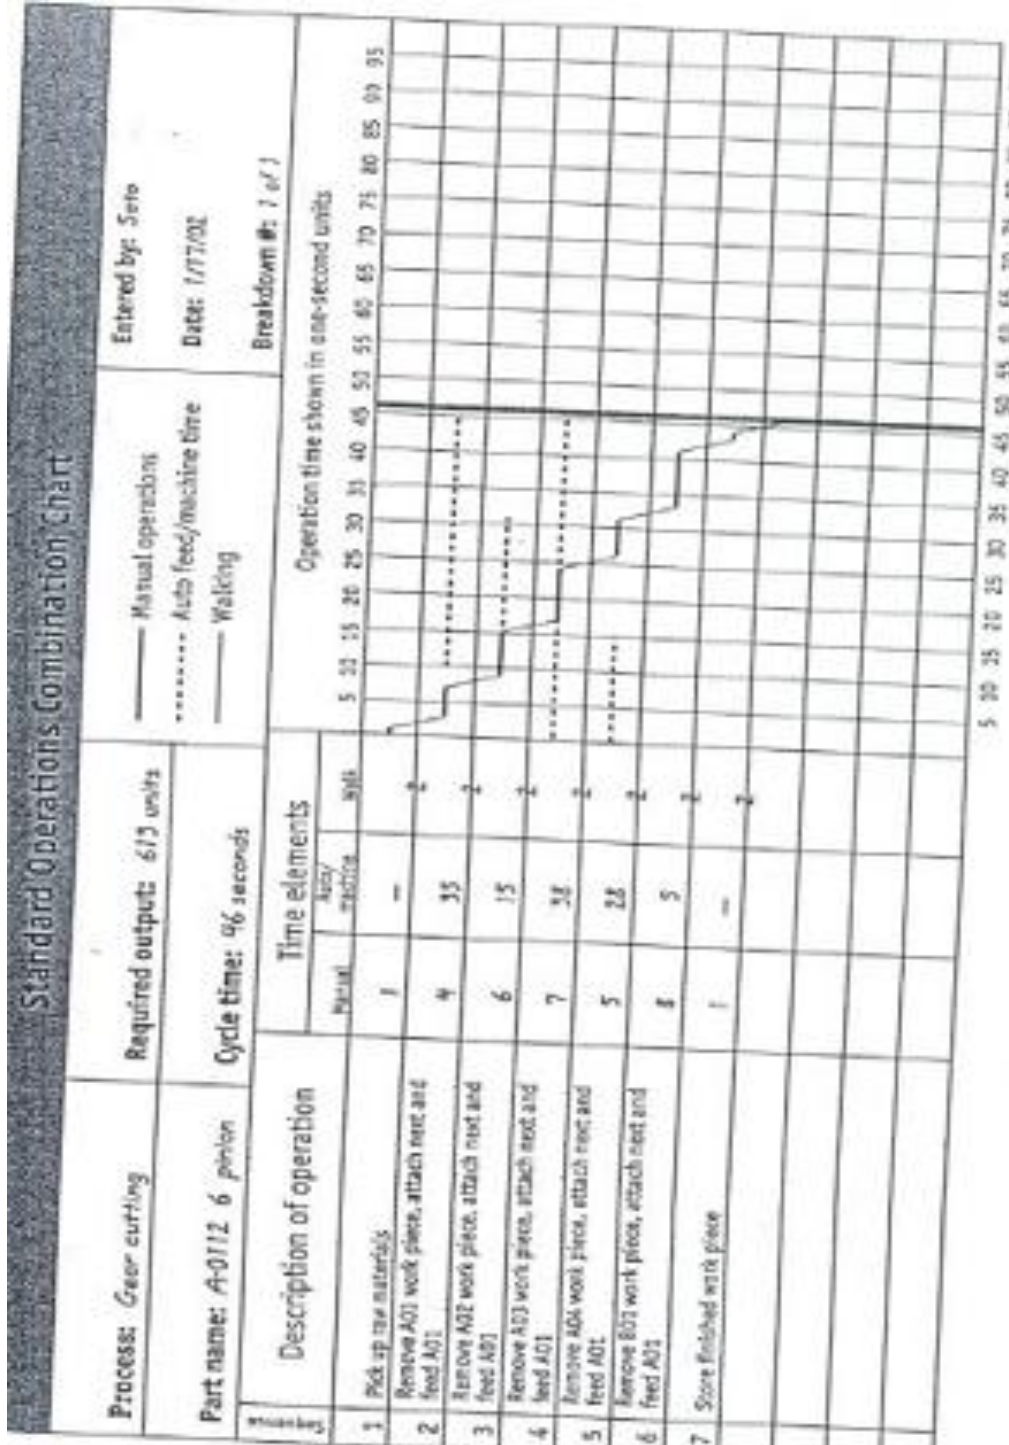 Standard Operations Combination Chart
Process: Gear cutting
Required output: 613 units
Manual operations
Auto feed/machine time
Walking
Entered by: Seto
Part name: A-0112 6 pinion
Cycle time: 46 seconds
Date: 1/17/02
Breakdown #: 1 of 1
Description of operation
Time elements
Operation time shown in one-second units
Manual
Auto/machine
Walk
5 10 15 20 25 30 35 40 45 50 55 60 65 70 75 80 85 90 95
1 Pick up raw materials 1 — 2
2 Remove A01 work piece, attach next and
feed A01 4 35 2
3 Remove A02 work piece, attach next and
feed A01 6 15 2
4 Remove A03 work piece, attach next and
feed A01 7 38 2
5 Remove A04 work piece, attach next and
feed A01 5 28 2
6 Remove B01 work piece, attach next and
feed A01 8 5 2
7 Store finished work piece 1 — 2
5 10 15 20 25 30 35 40 45 50 55